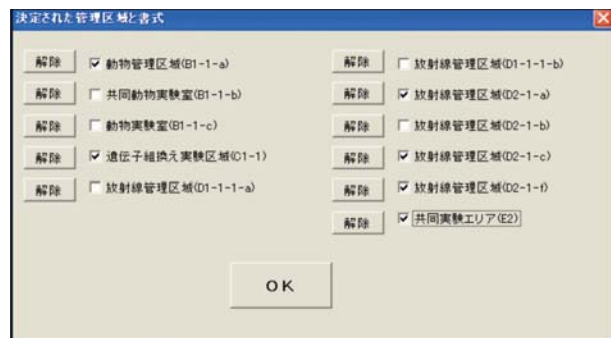 決定された管理区域と書式
解除 動物管理区域(B1-1-a)
解除 共同動物実験室(B1-1-b)
解除 動物実験室(B1-1-c)
解除 遺伝子組換え実験区域(C1-1)
解除 放射線管理区域(D1-1-1-a)
解除 放射線管理区域(D1-1-1-b)
解除 放射線管理区域(D2-1-a)
解除 放射線管理区域(D2-1-b)
解除 放射線管理区域(D2-1-c)
解除 放射線管理区域(D2-1-f)
解除 共同実験エリア(E2)
OK